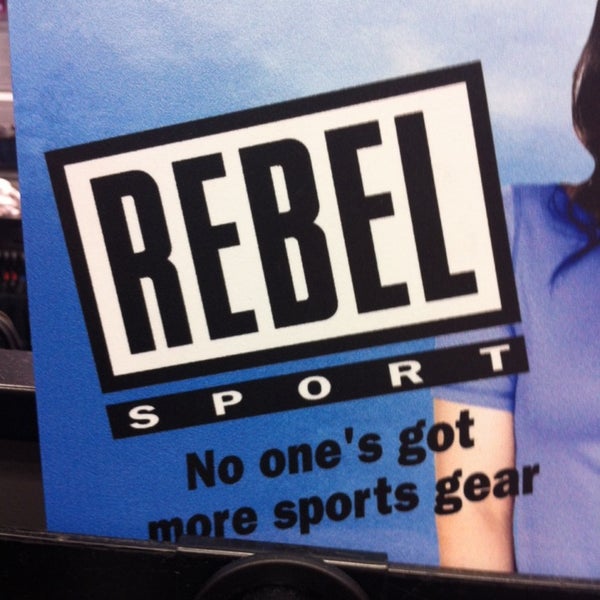 REBEL
SPORT
No one's got
more sports gear